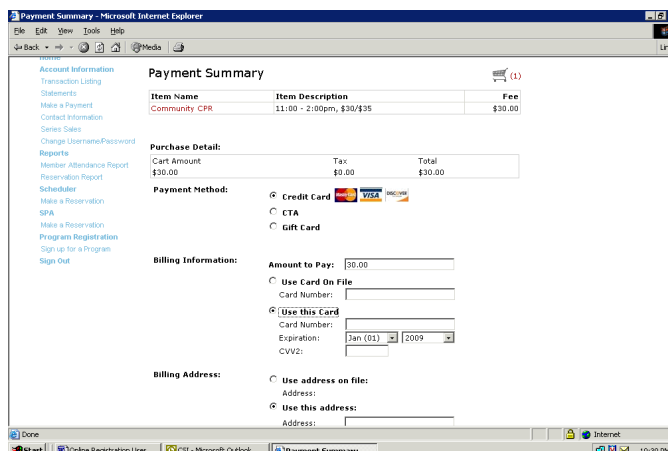 Payment Summary - Microsoft Internet Explorer
File Edit View Tools Help
Back Media
Home
Account Information
Transaction Listing
Statements
Make a Payment
Contact Information
Series Sales
Change Username/Password
Reports
Member Attendance Report
Reservation Report
Scheduler
Make a Reservation
SPA
Make a Reservation
Program Registration
Sign up for a Program
Sign Out
Payment Summary
(1)
Item Name Item Description Fee
Community CPR 11:00 - 2:00pm, $30/$35 $30.00
Purchase Detail:
Cart Amount Tax Total
$30.00 $0.00 $30.00
Payment Method:
Credit Card MasterCard VISA DISCOVER
CTA
Gift Card
Billing Information:
Amount to Pay: 30.00
Use Card On File
Card Number:
Use this Card
Card Number:
Expiration: Jan (01) 2009
CVV2:
Billing Address:
Use address on file:
Address:
Use this address:
Address:
Done Internet
Start Online Registration User CSI - Microsoft Outlook Payment Summary 10:30 PM